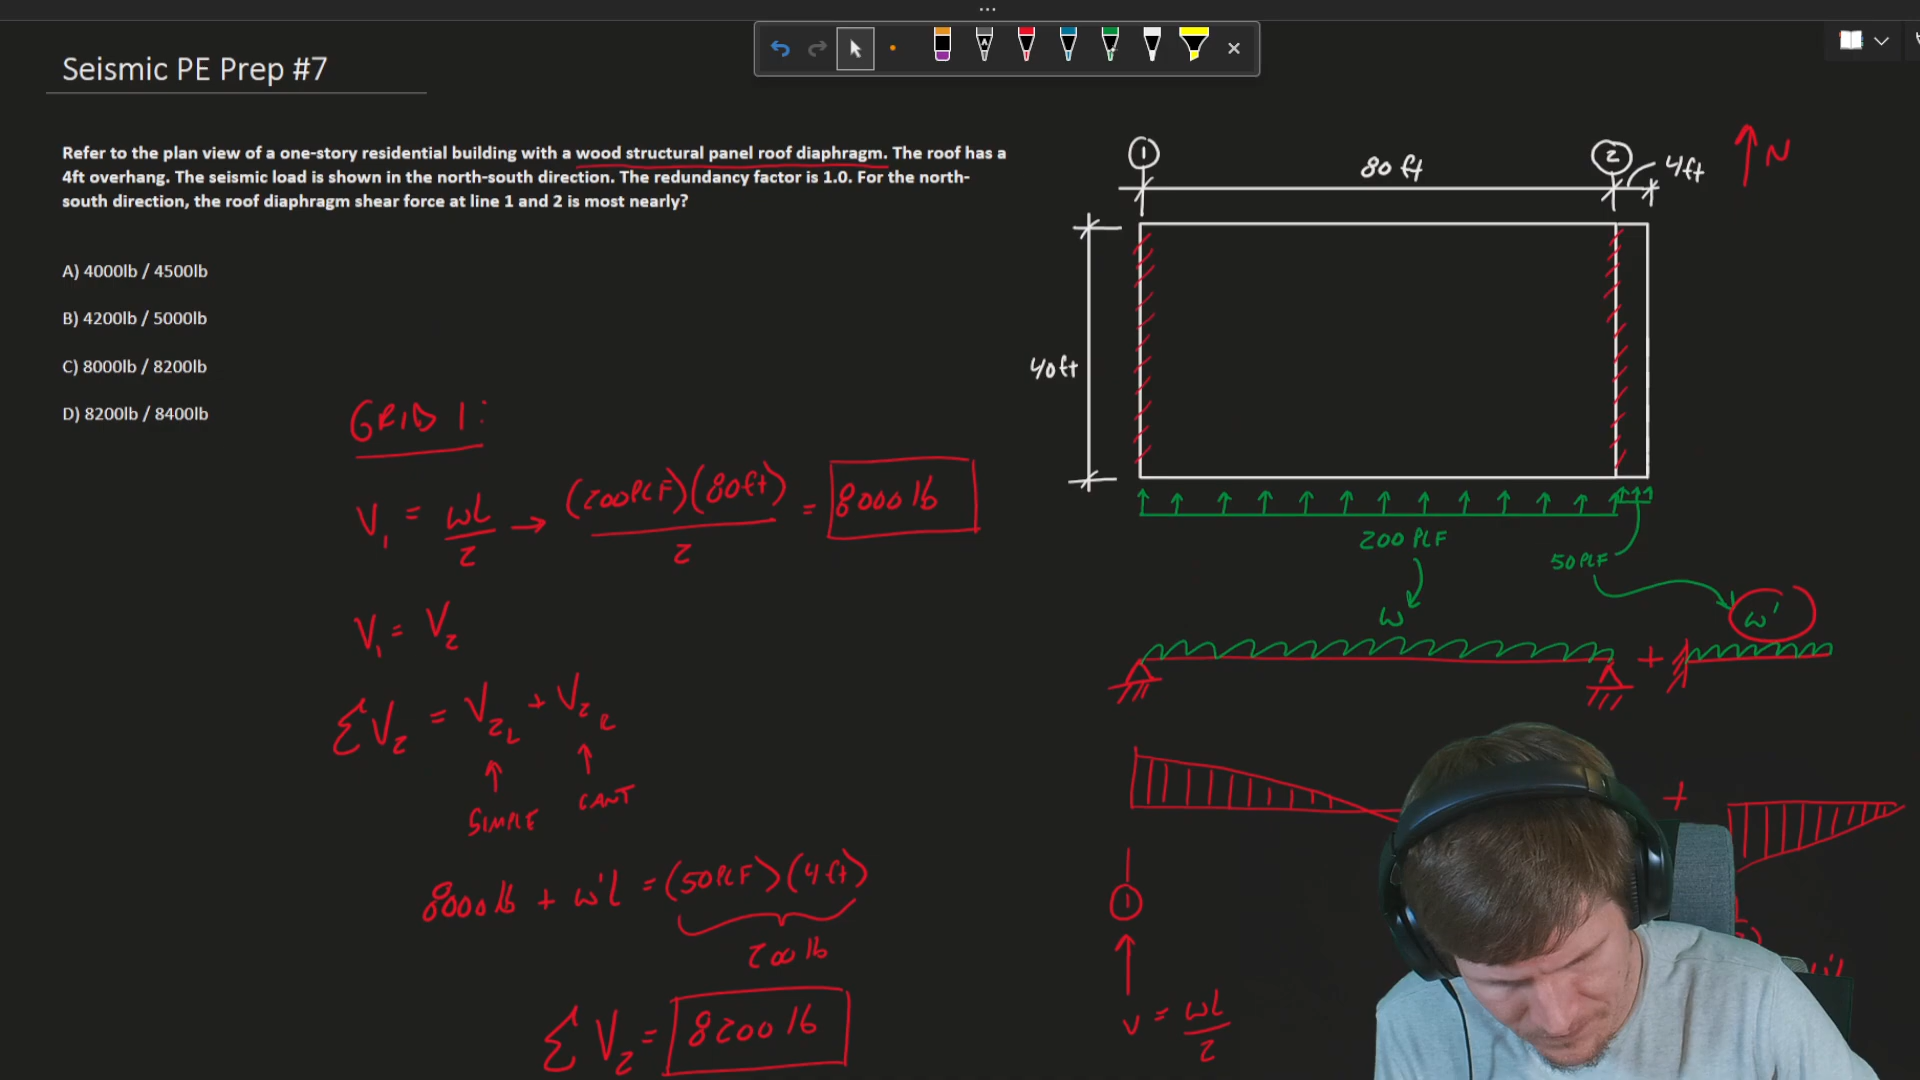 Seismic PE Prep #7
Refer to the plan view of a one-story residential building with a wood structural panel roof diaphragm. The roof has a
4ft overhang. The seismic load is shown in the north-south direction. The redundancy factor is 1.0. For the north-
south direction, the roof diaphragm shear force at line 1 and 2 is most nearly?
A) 4000lb / 4500lb
B) 4200lb / 5000lb
C) 8000lb / 8200lb
D) 8200lb / 8400lb
GRID 1:
V₁ = wL/2 → (200PLF)(80ft)/2 = 8000 lb
V₁ = V₂
ΣV₂ = V₂L + V₂R
SIMPLE CANT
8000 lb + w'L = (50PLF)(4ft)
200 lb
ΣV₂ = 8200 lb
1 80 ft 2 4ft N
40ft
200 PLF
50PLF
w w'
+
+
1
V = wL/2